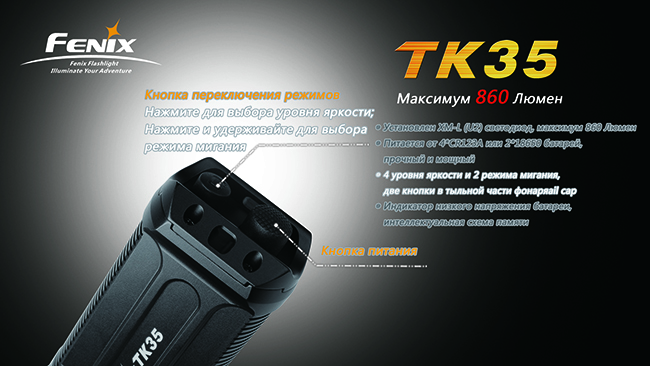 FENIX
Fenix Flashlight
Illuminate Your Adventure
TK35
Максимум 860 Люмен
Кнопка переключения режимов
Нажмите для выбора уровня яркости;
Нажмите и удерживайте для выбора
режима мигания
• Установлен XM-L (U2) светодиод, максимум 860 Люмен
• Питается от 4*CR123A или 2*18650 батарей,
прочный и мощный
• 4 уровня яркости и 2 режима мигания,
две кнопки в тыльной части фонаряail cap
• Индикатор низкого напряжения батареи,
интеллектуальная схема памяти
Кнопка питания
TK35